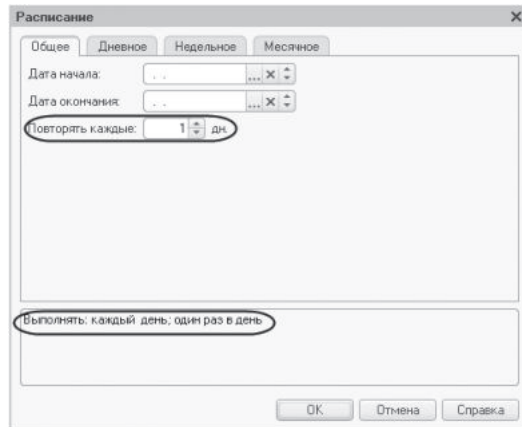 Расписание
Общее Дневное Недельное Месячное
Дата начала: . .
Дата окончания: . .
Повторять каждые: 1 дн.
Выполнять: каждый день; один раз в день
OK Отмена Справка